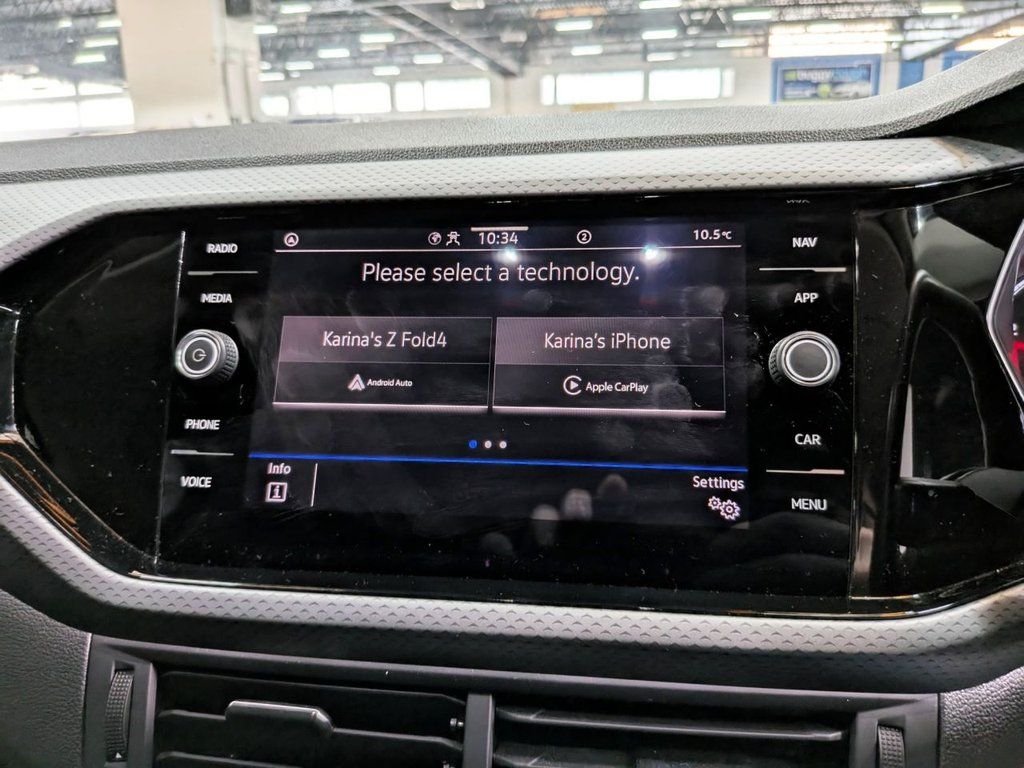 RADIO
MEDIA
PHONE
VOICE
10:34
2
10.5°C
Please select a technology.
Karina's Z Fold4
Android Auto
Karina's iPhone
Apple CarPlay
Info
i
Settings
NAV
APP
CAR
MENU